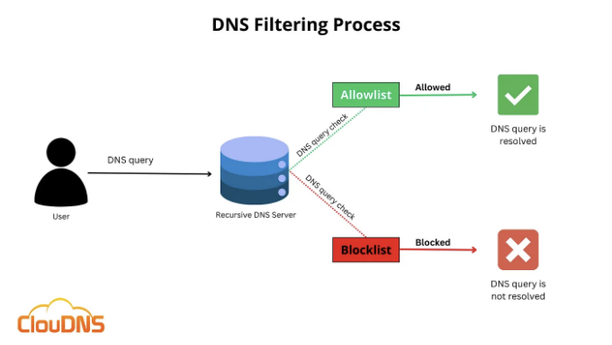 DNS Filtering Process
Allowlist
Allowed
DNS query is
resolved
DNS query check
DNS query
User
Recursive DNS Server
DNS query check
Blocklist
Blocked
DNS query is
not resolved
ClouDNS